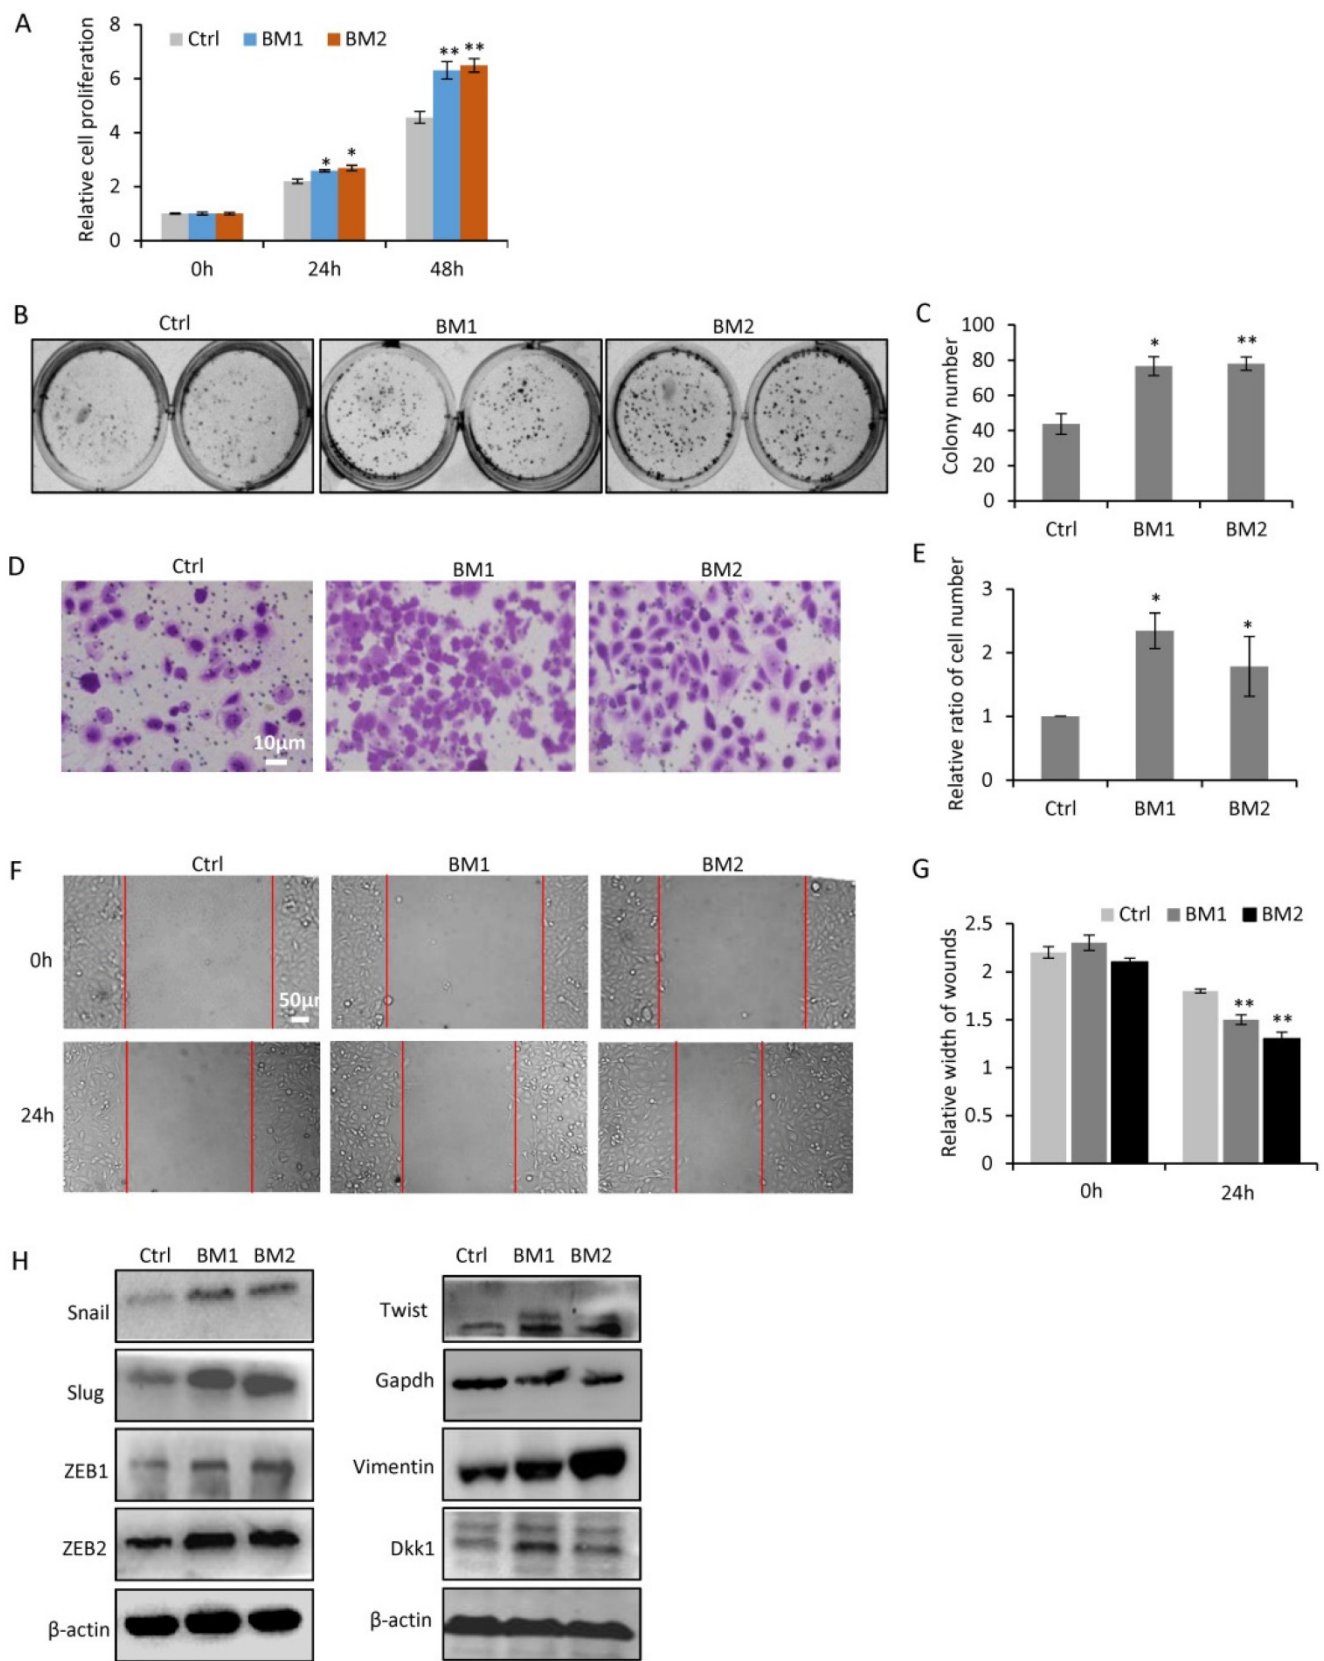 A
Relative cell proliferation
8
6
4
2
0
Ctrl BM1 BM2
* *
** **
0h 24h 48h
B
Ctrl BM1 BM2
C
Colony number
100
80
60
40
20
0
* **
Ctrl BM1 BM2
D
Ctrl BM1 BM2
10μm
E
Relative ratio of cell number
3
2
1
0
* *
Ctrl BM1 BM2
F
Ctrl BM1 BM2
0h
50μ
24h
G
Relative width of wounds
Ctrl BM1 BM2
2.5
2
1.5
1
0.5
0
** **
0h 24h
H
Ctrl BM1 BM2
Snail
Slug
ZEB1
ZEB2
β-actin
Ctrl BM1 BM2
Twist
Gapdh
Vimentin
Dkk1
β-actin